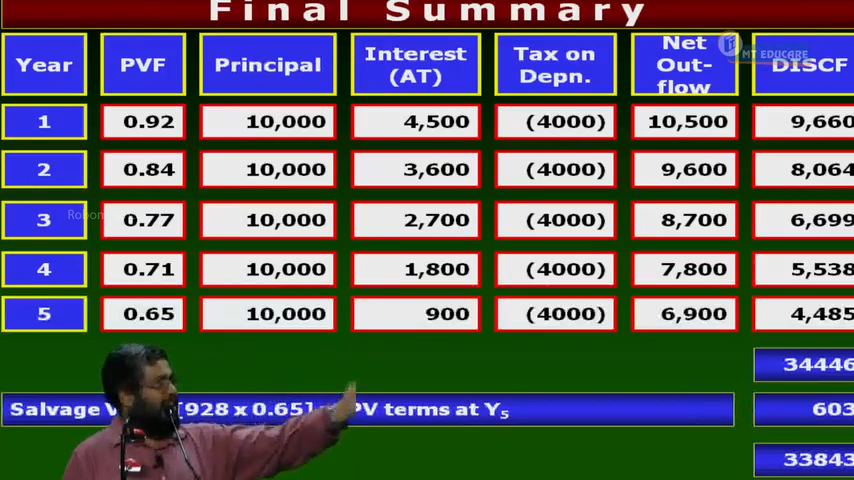 Final Summary
Year PVF Principal Interest (AT) Tax on Depn. Net Out-flow DISCF
MT EDUCARE
1 0.92 10,000 4,500 (4000) 10,500 9,660
2 0.84 10,000 3,600 (4000) 9,600 8,064
3 0.77 10,000 2,700 (4000) 8,700 6,699
4 0.71 10,000 1,800 (4000) 7,800 5,538
5 0.65 10,000 900 (4000) 6,900 4,485
34446
Salvage [928 x 0.65] PV terms at Y5 603
33843